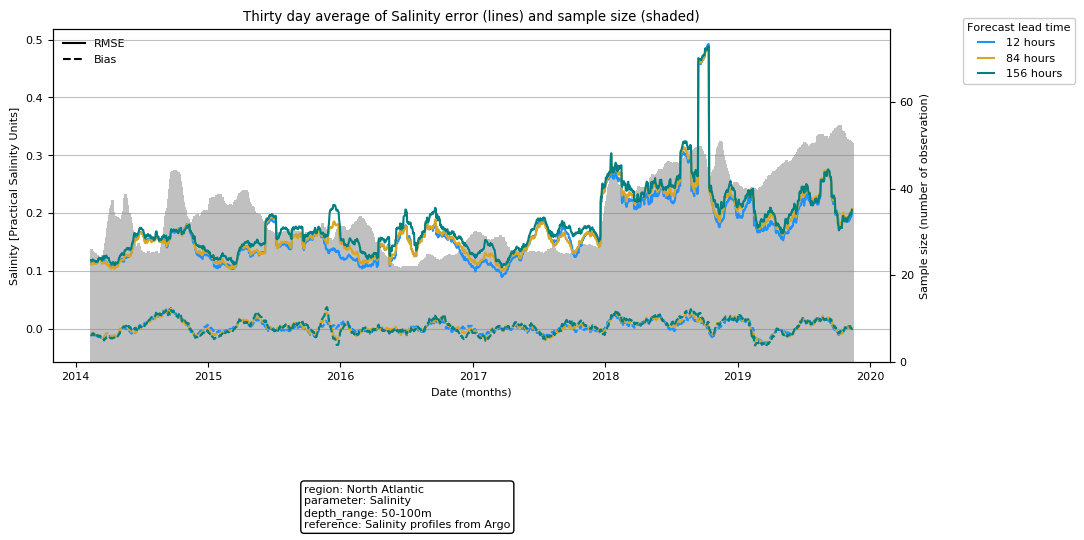 Thirty day average of Salinity error (lines) and sample size (shaded)
Forecast lead time
12 hours
84 hours
156 hours
RMSE
Bias
0.5
0.4
0.3
0.2
0.1
0.0
Salinity [Practical Salinity Units]
60
40
20
0
Sample size (number of observation)
2014 2015 2016 2017 2018 2019 2020
Date (months)
region: North Atlantic
parameter: Salinity
depth_range: 50-100m
reference: Salinity profiles from Argo